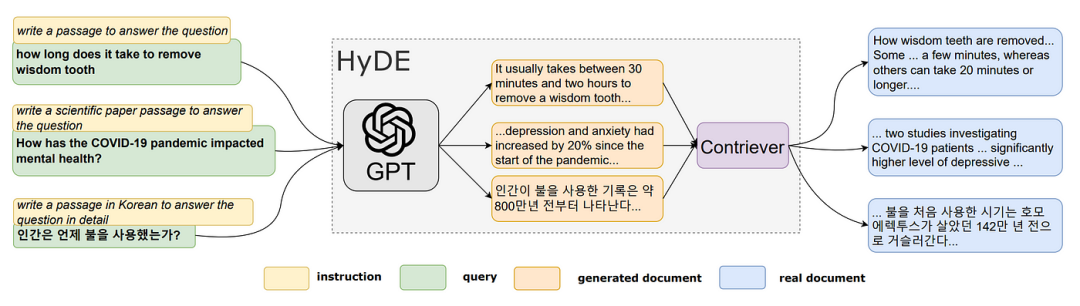 write a passage to answer the question
how long does it take to remove
wisdom tooth
write a scientific paper passage to answer
the question
How has the COVID-19 pandemic impacted
mental health?
write a passage in Korean to answer the
question in detail
인간은 언제 불을 사용했는가?
HyDE
GPT
It usually takes between 30
minutes and two hours to
remove a wisdom tooth...
...depression and anxiety had
increased by 20% since the
start of the pandemic...
인간이 불을 사용한 기록은 약
800만년 전부터 나타난다...
Contriever
How wisdom teeth are removed...
Some ... a few minutes, whereas
others can take 20 minutes or
longer....
... two studies investigating
COVID-19 patients ... significantly
higher level of depressive ...
... 불을 처음 사용한 시기는 호모
에렉투스가 살았던 142만 년 전으
로 거슬러간다...
instruction
query
generated document
real document